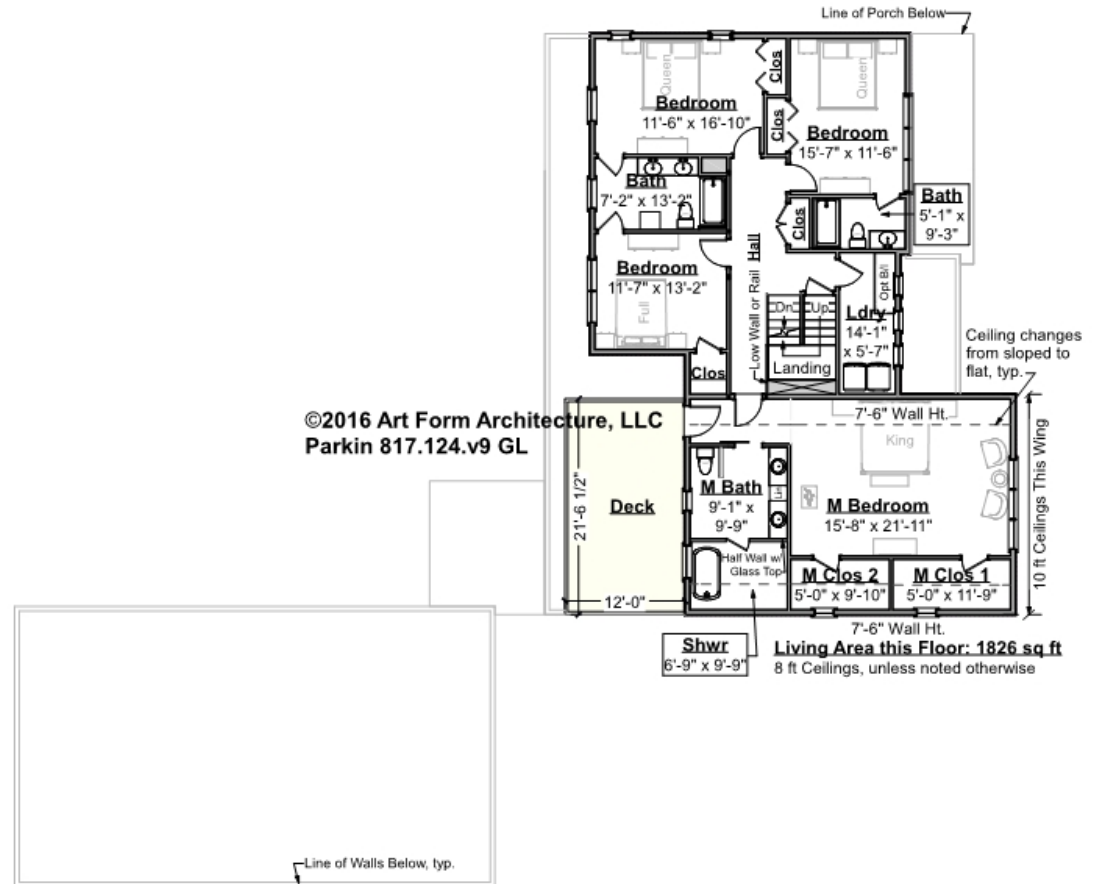 Line of Porch Below
Queen
Clos
Queen
Bedroom
11'-6" x 16'-10"
Clos
Bedroom
15'-7" x 11'-6"
Bath
7'-2" x 13'-2"
Bath
5'-1" x
9'-3"
Clos
Hall
Low Wall or Rail
Bedroom
11'-7" x 13'-2"
Full
Opt B/I
Dn
Up
Ldry
14'-1"
x 5'-7"
Landing
Clos
Ceiling changes
from sloped to
flat, typ.
©2016 Art Form Architecture, LLC
Parkin 817.124.v9 GL
7'-6" Wall Ht.
King
10 ft Ceilings This Wing
21'-6 1/2"
Deck
M Bath
9'-1" x
9'-9"
Ln
M Bedroom
15'-8" x 21'-11"
Half Wall w/
Glass Top
M Clos 2
5'-0" x 9'-10"
M Clos 1
5'-0" x 11'-9"
12'-0"
7'-6" Wall Ht.
Shwr
6'-9" x 9'-9"
Living Area this Floor: 1826 sq ft
8 ft Ceilings, unless noted otherwise
Line of Walls Below, typ.